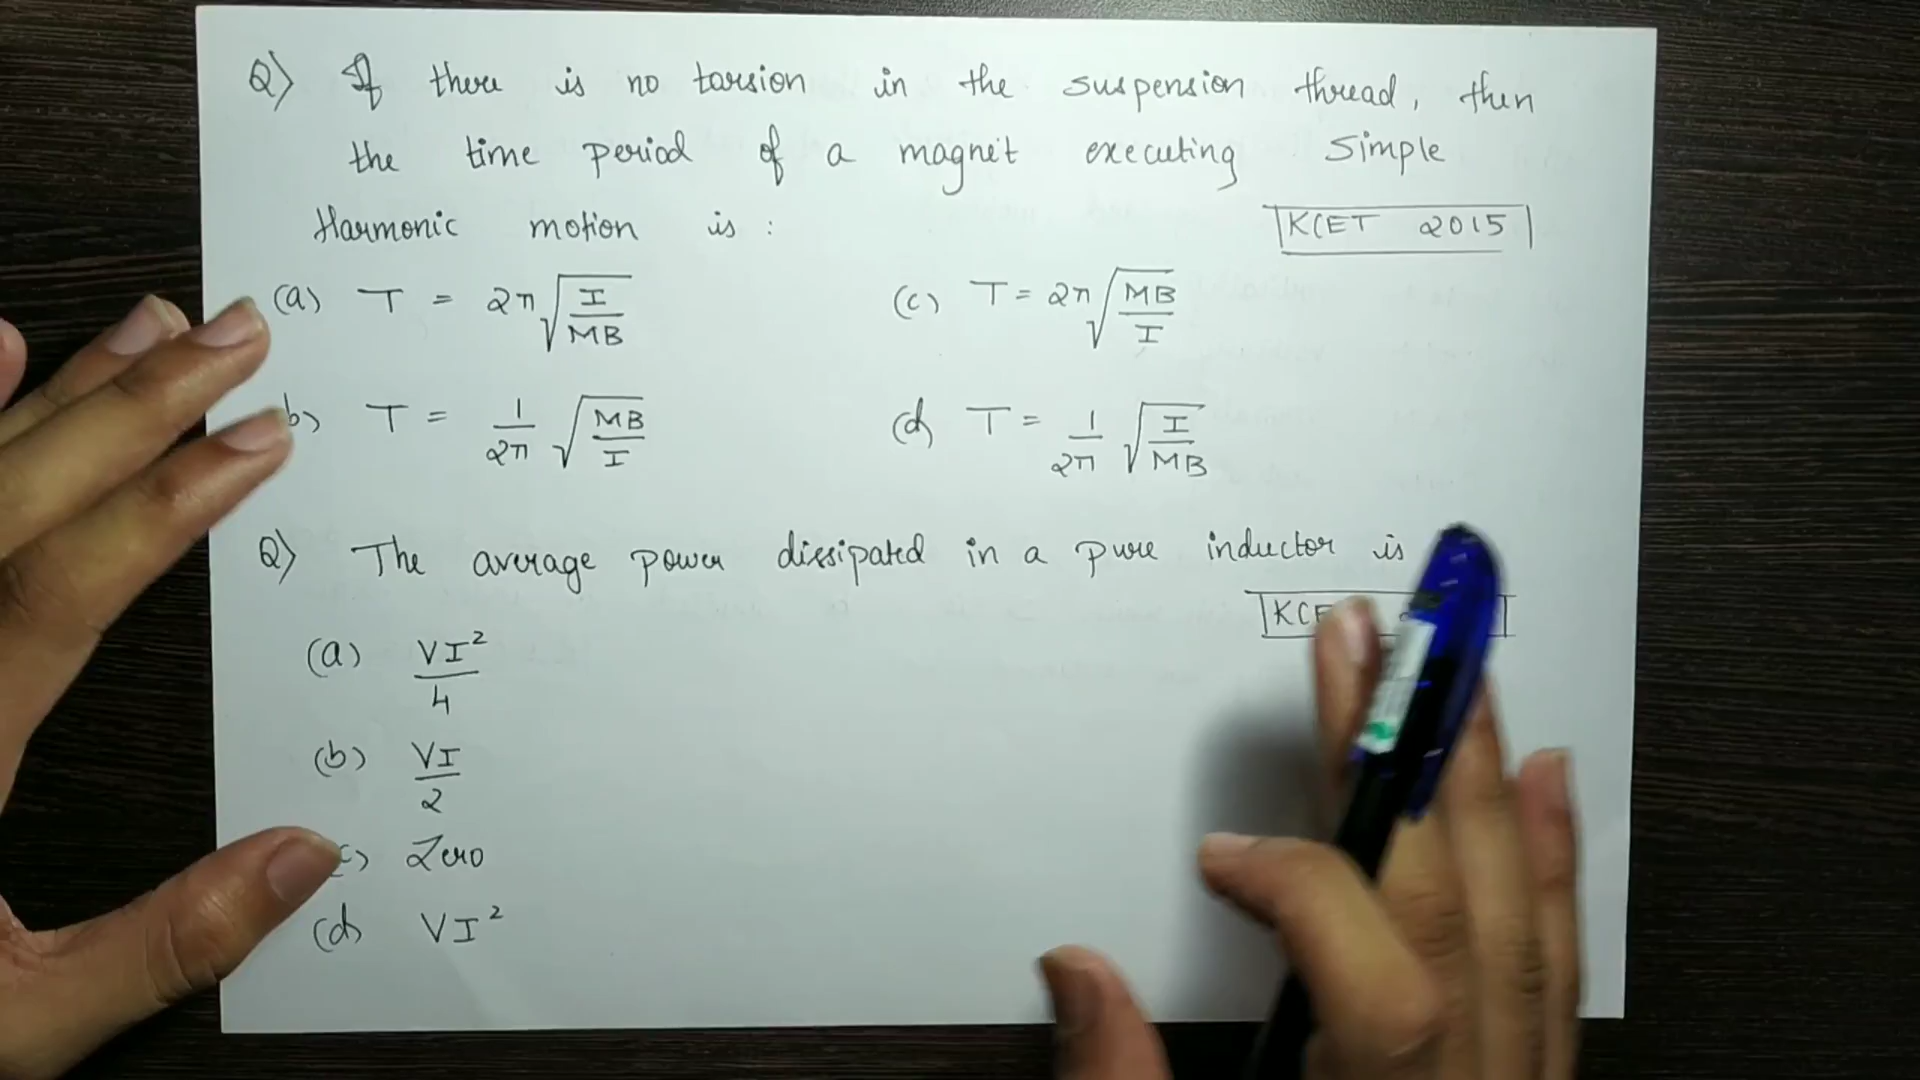 Q) If there is no torsion in the suspension thread, then
the time period of a magnet executing Simple
Harmonic motion is :
KCET 2015
(a) T = 2π√(I/MB)
(c) T = 2π√(MB/I)
b) T = 1/2π √(MB/I)
(d) T = 1/2π √(I/MB)
Q) The average power dissipated in a pure inductor is
(a) VI²/4
(b) VI/2
c) Zero
(d) VI²